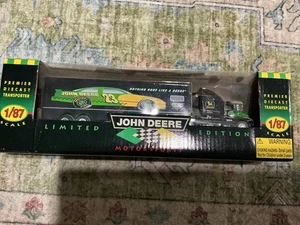 PREMIER
DIECAST
TRANSPORTER
1/87
SCALE
NOTHING RUNS LIKE A DEERE
JOHN DEERE
LIMITED
JOHN DEERE
EDITION
PREMIER
DIECAST
TRANSPORTER
1/87
SCALE
WARNING